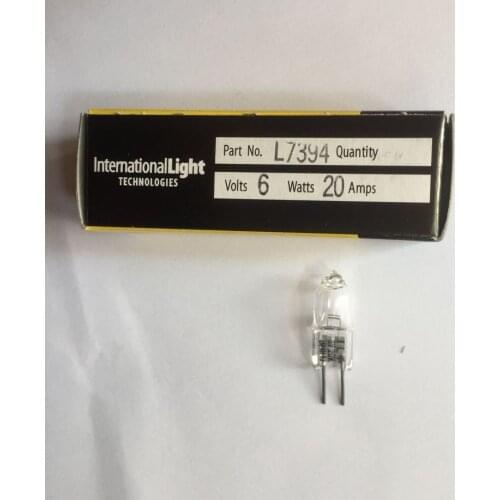 InternationalLight
TECHNOLOGIES
Part No. L7394 Quantity
Volts 6 Watts 20 Amps